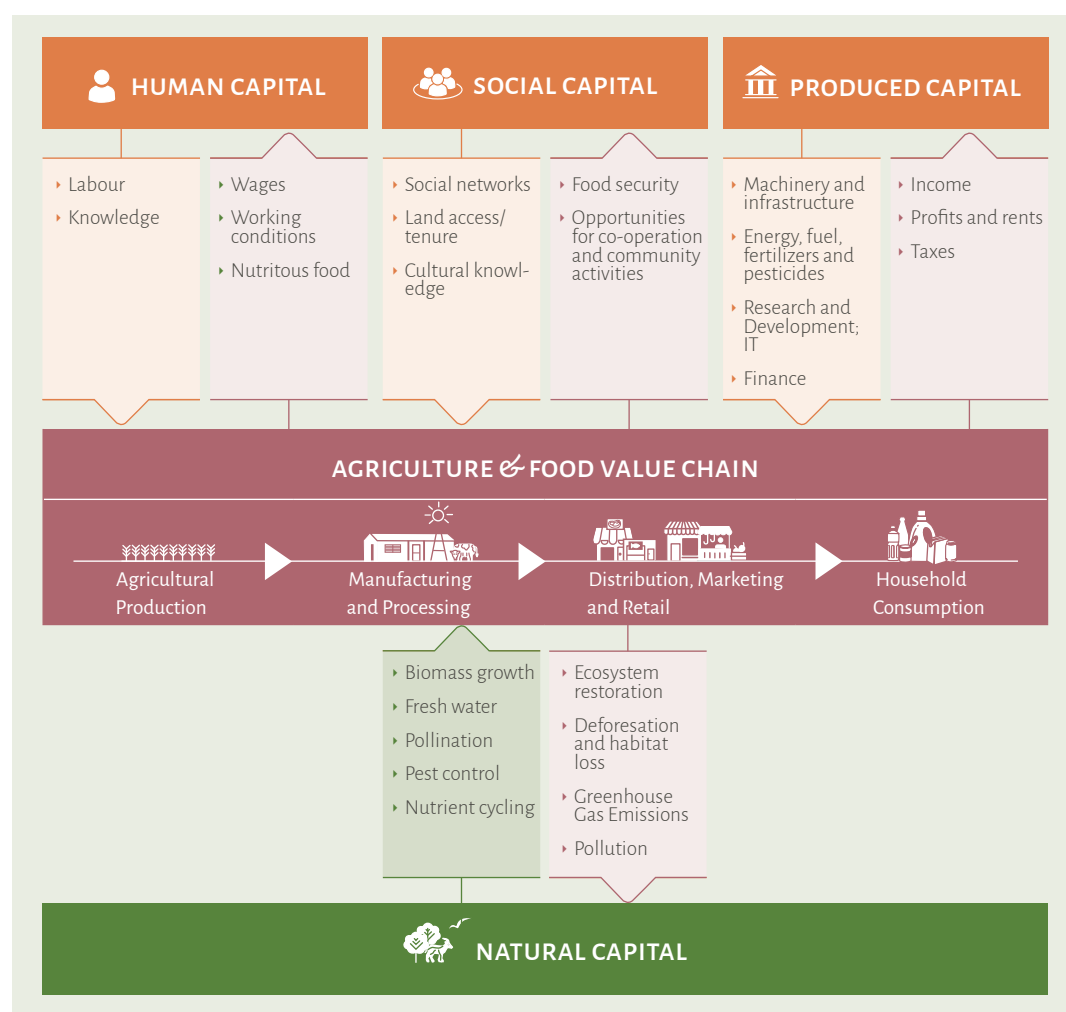 HUMAN CAPITAL
SOCIAL CAPITAL
PRODUCED CAPITAL
Labour
Knowledge
Wages
Working
conditions
Nutritous food
Social networks
Land access/
tenure
Cultural knowl-
edge
Food security
Opportunities
for co-operation
and community
activities
Machinery and
infrastructure
Energy, fuel,
fertilizers and
pesticides
Research and
Development;
IT
Finance
Income
Profits and rents
Taxes
AGRICULTURE & FOOD VALUE CHAIN
Agricultural
Production
Manufacturing
and Processing
Distribution, Marketing
and Retail
Household
Consumption
Biomass growth
Fresh water
Pollination
Pest control
Nutrient cycling
Ecosystem
restoration
Deforesation
and habitat
loss
Greenhouse
Gas Emissions
Pollution
NATURAL CAPITAL